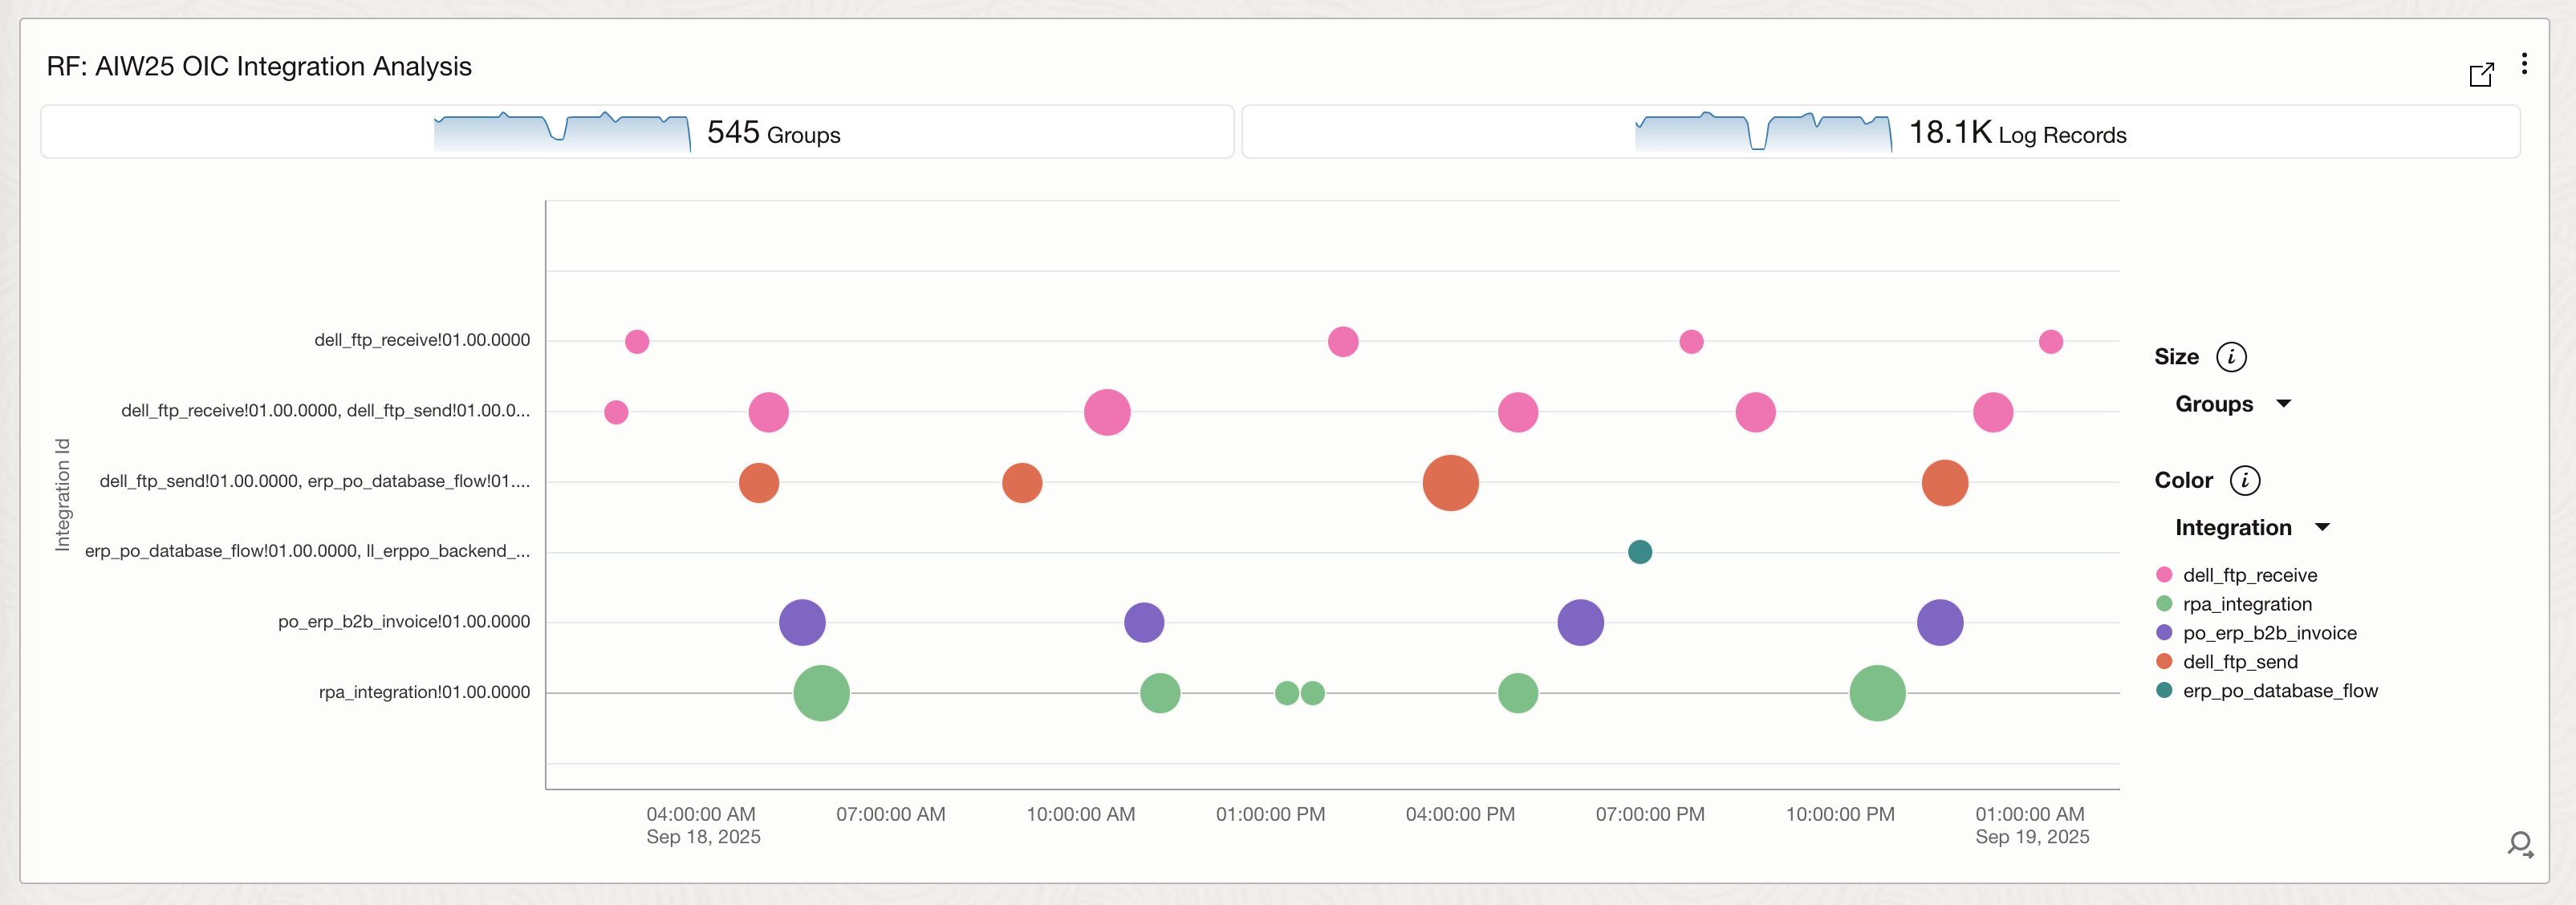 RF: AIW25 OIC Integration Analysis
545 Groups
18.1K Log Records
Integration Id
dell_ftp_receive!01.00.0000
dell_ftp_receive!01.00.0000, dell_ftp_send!01.00.0...
dell_ftp_send!01.00.0000, erp_po_database_flow!01....
erp_po_database_flow!01.00.0000, ll_erppo_backend_...
po_erp_b2b_invoice!01.00.0000
rpa_integration!01.00.0000
04:00:00 AM
Sep 18, 2025
07:00:00 AM
10:00:00 AM
01:00:00 PM
04:00:00 PM
07:00:00 PM
10:00:00 PM
01:00:00 AM
Sep 19, 2025
Size i
Groups
Color i
Integration
dell_ftp_receive
rpa_integration
po_erp_b2b_invoice
dell_ftp_send
erp_po_database_flow